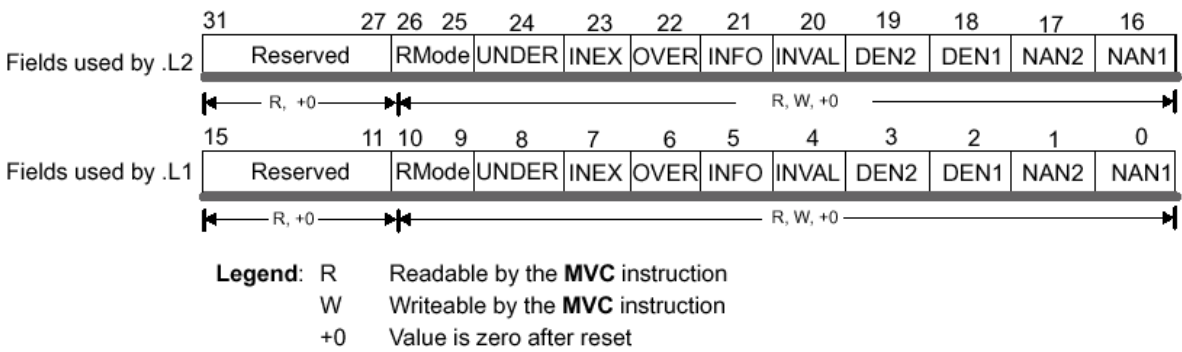 31 27 26 25 24 23 22 21 20 19 18 17 16
Fields used by .L2 Reserved RMode UNDER INEX OVER INFO INVAL DEN2 DEN1 NAN2 NAN1
R, +0 R, W, +0
15 11 10 9 8 7 6 5 4 3 2 1 0
Fields used by .L1 Reserved RMode UNDER INEX OVER INFO INVAL DEN2 DEN1 NAN2 NAN1
R, +0 R, W, +0
Legend: R Readable by the MVC instruction
W Writeable by the MVC instruction
+0 Value is zero after reset